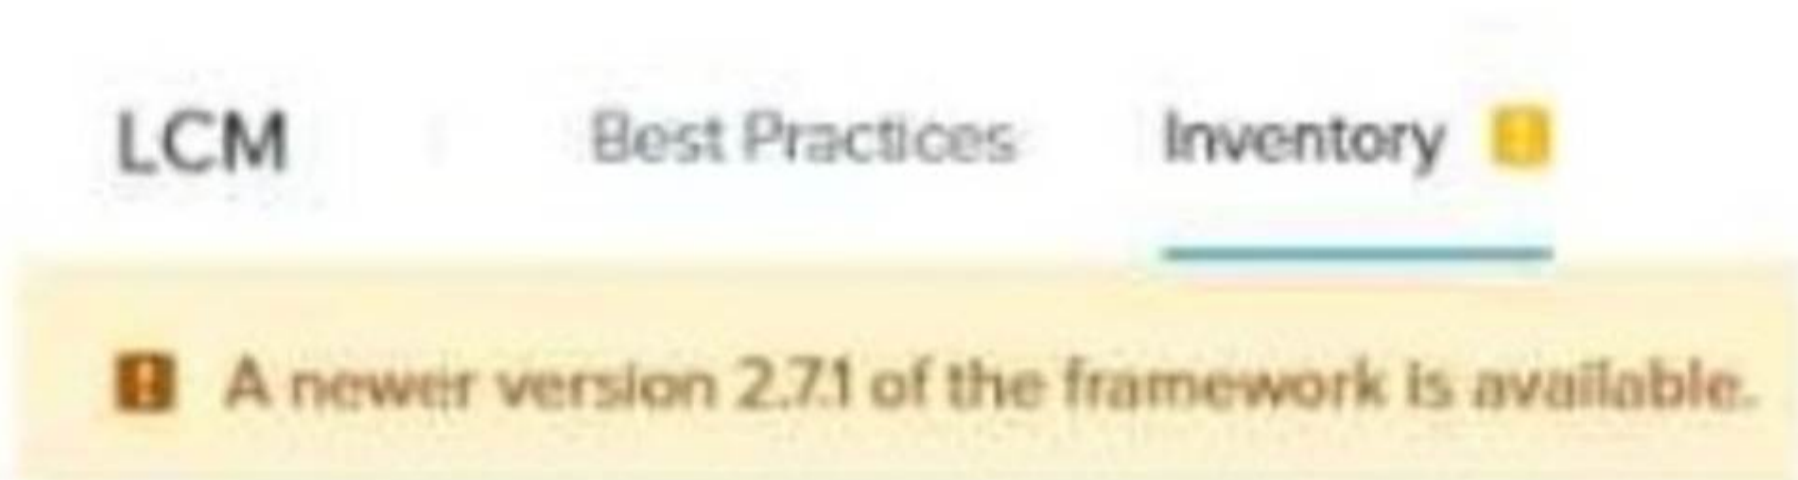 LCM Best Practices Inventory
A newer version 2.7.1 of the framework is available.